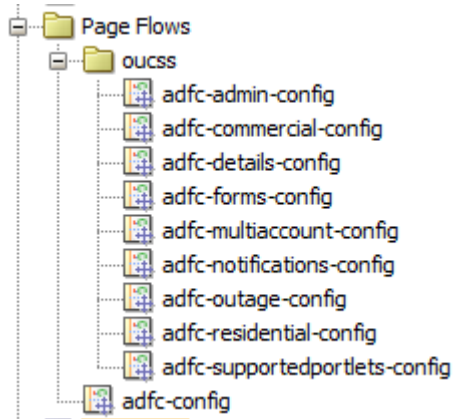 Page Flows
oucss
adfc-admin-config
adfc-commercial-config
adfc-details-config
adfc-forms-config
adfc-multiaccount-config
adfc-notifications-config
adfc-outage-config
adfc-residential-config
adfc-supportedportlets-config
adfc-config